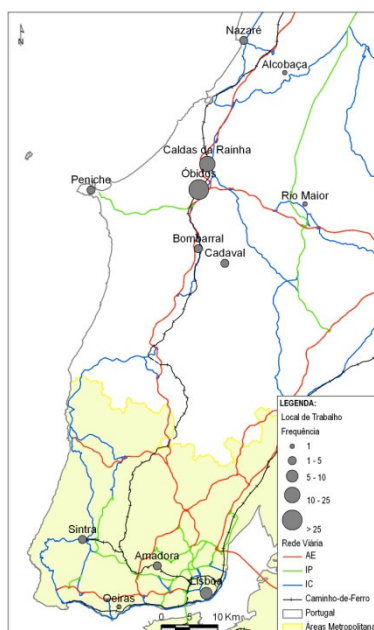 N
Nazaré
Alcobaça
Caldas da Rainha
Óbidos
Peniche
Rio Maior
Bombarral
Cadaval
LEGENDA:
Local de Trabalho
Frequência
1
1 - 5
5 - 10
10 - 25
> 25
Rede Viária
AE
IP
IC
Caminho-de-Ferro
Portugal
Áreas Metropolitana
Sintra
Amadora
Lisboa
Oeiras
0 5 10 Km